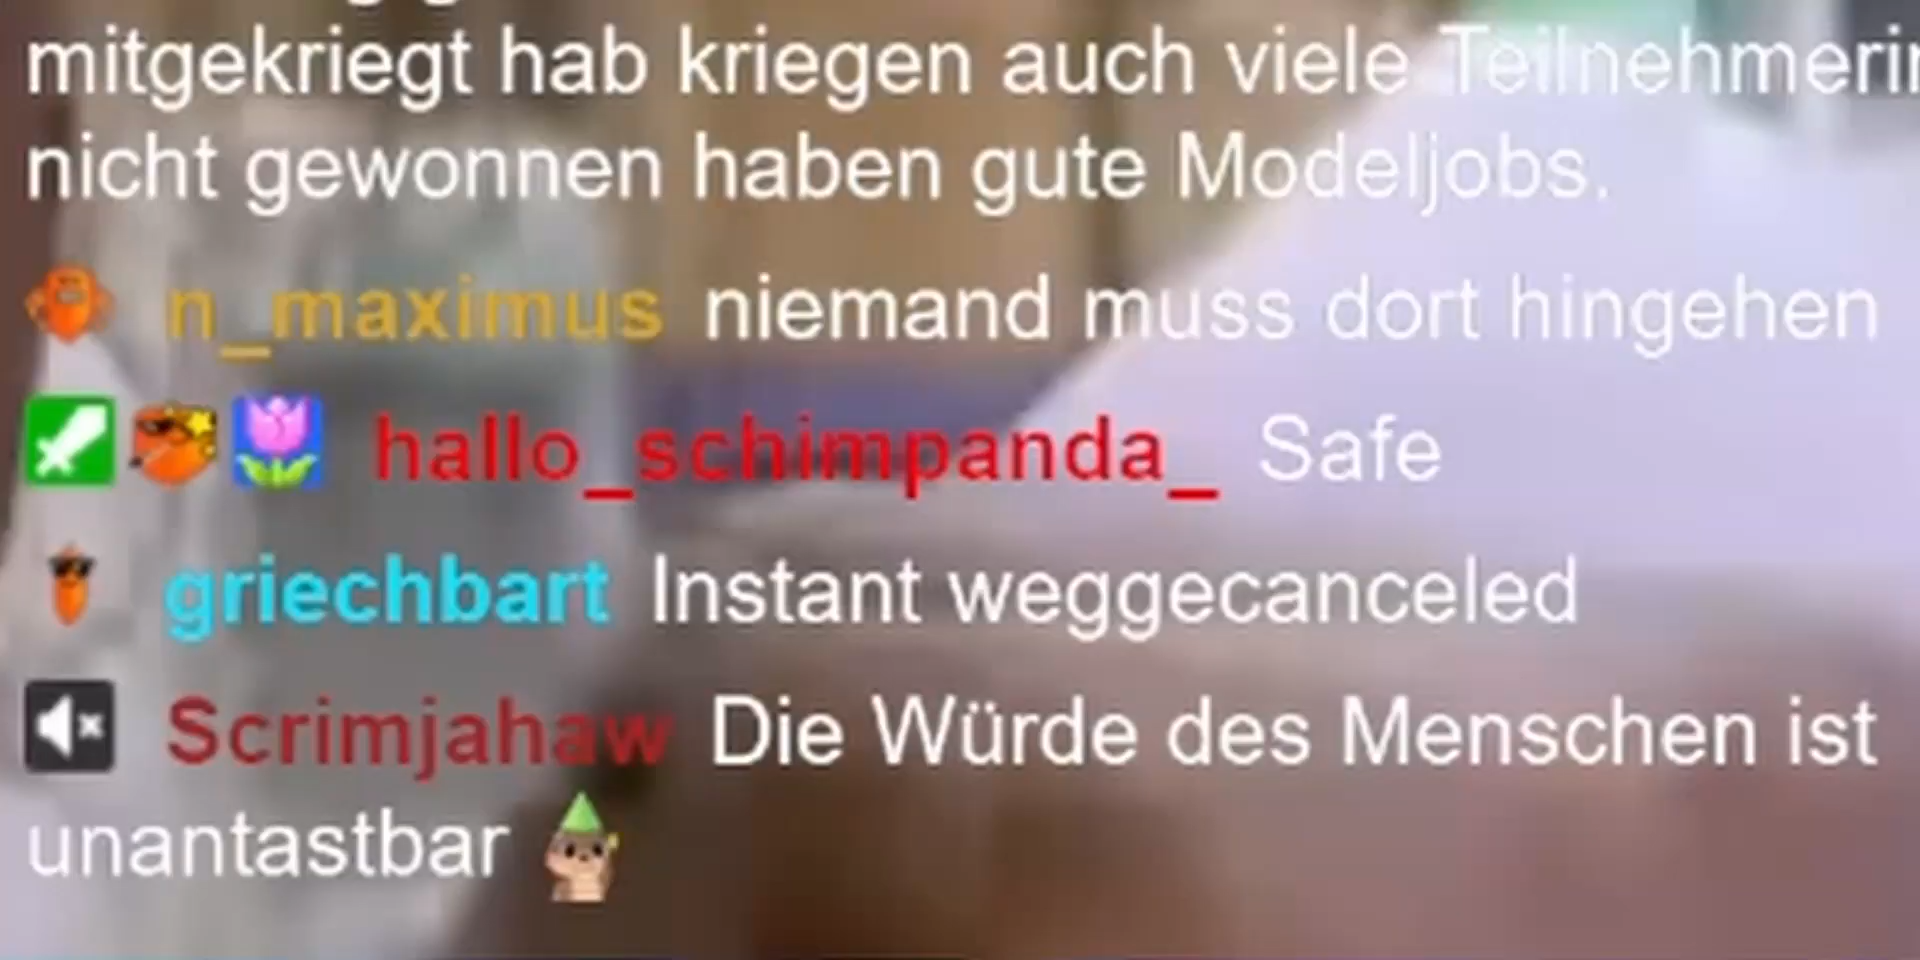 mitgekriegt hab kriegen auch viele
nicht gewonnen haben gute Modeljobs.
n_maximus niemand muss dort hingehen
hallo_schimpanda_ Safe
griechbart Instant weggecanceled
Scrimjahaw Die Würde des Menschen ist
unantastbar